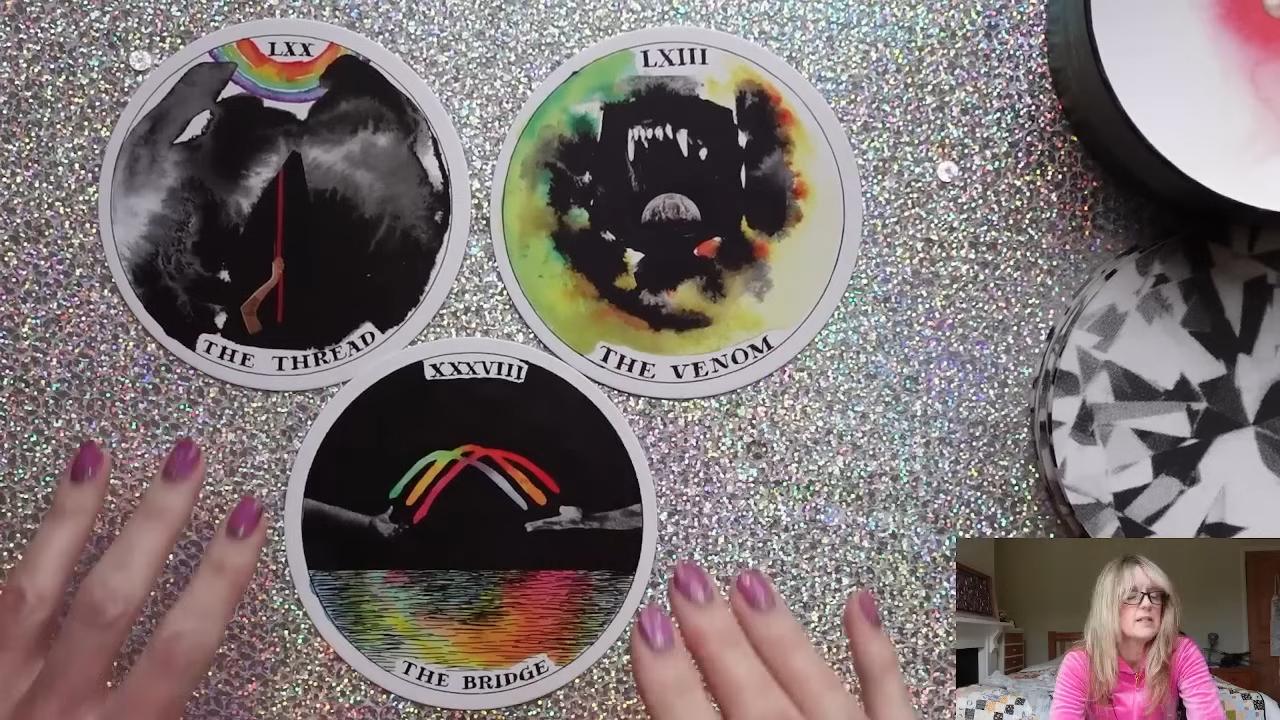 LXX
THE THREAD
LXIII
THE VENOM
XXXVIII
THE BRIDGE